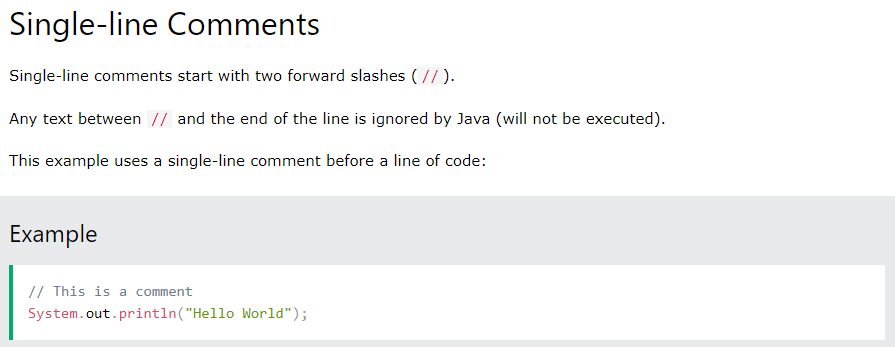 Single-line Comments
Single-line comments start with two forward slashes (//).
Any text between // and the end of the line is ignored by Java (will not be executed).
This example uses a single-line comment before a line of code:
Example
// This is a comment
System.out.println("Hello World");